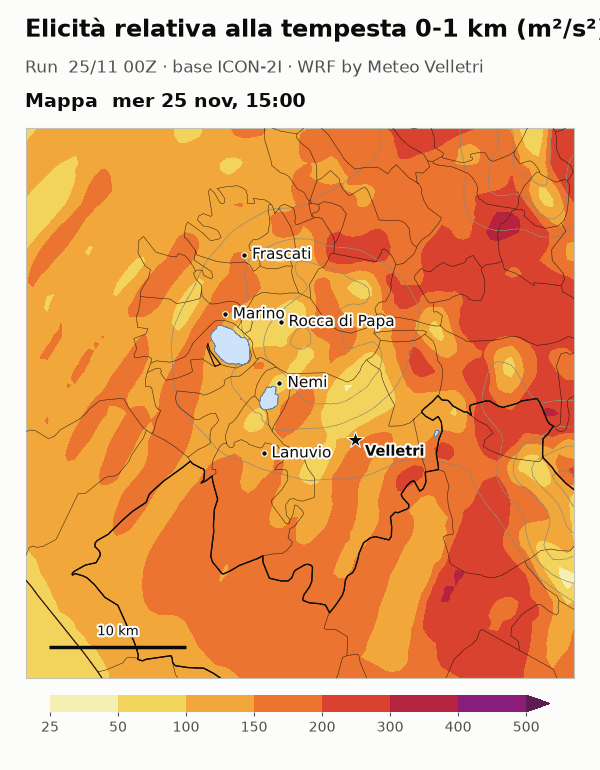 Elicità relativa alla tempesta 0-1 km (m²/s²)
Run  25/11 00Z · base ICON-2I · WRF by Meteo Velletri
Mappa  mer 25 nov, 15:00
Frascati
Marino
Rocca di Papa
Nemi
Velletri
Lanuvio
10 km
25 50 100 150 200 300 400 500